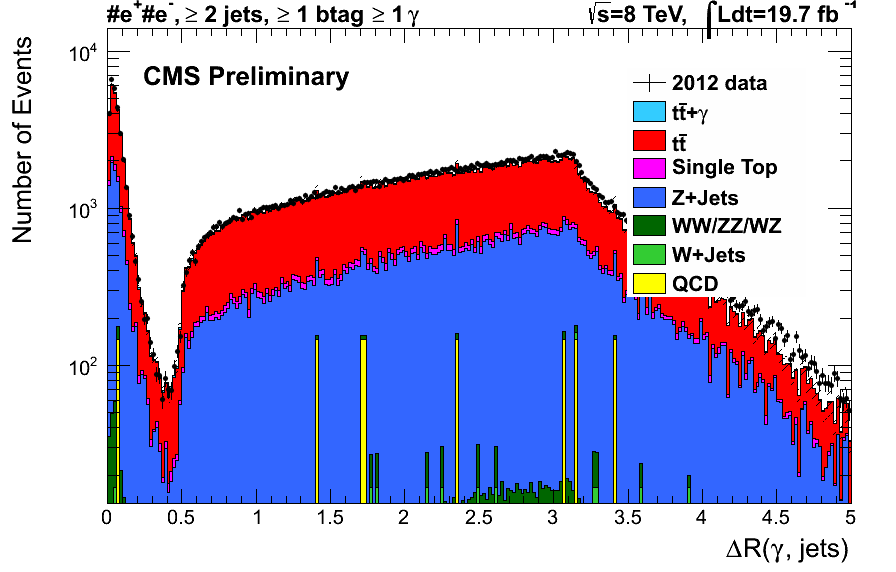 #e⁺#e⁻, ≥ 2 jets, ≥ 1 btag ≥ 1 γ
√s=8 TeV, ∫Ldt=19.7 fb⁻¹
CMS Preliminary
2012 data
tt̄+γ
tt̄
Single Top
Z+Jets
WW/ZZ/WZ
W+Jets
QCD
Number of Events
10⁴
10³
10²
0 0.5 1 1.5 2 2.5 3 3.5 4 4.5 5
ΔR(γ, jets)